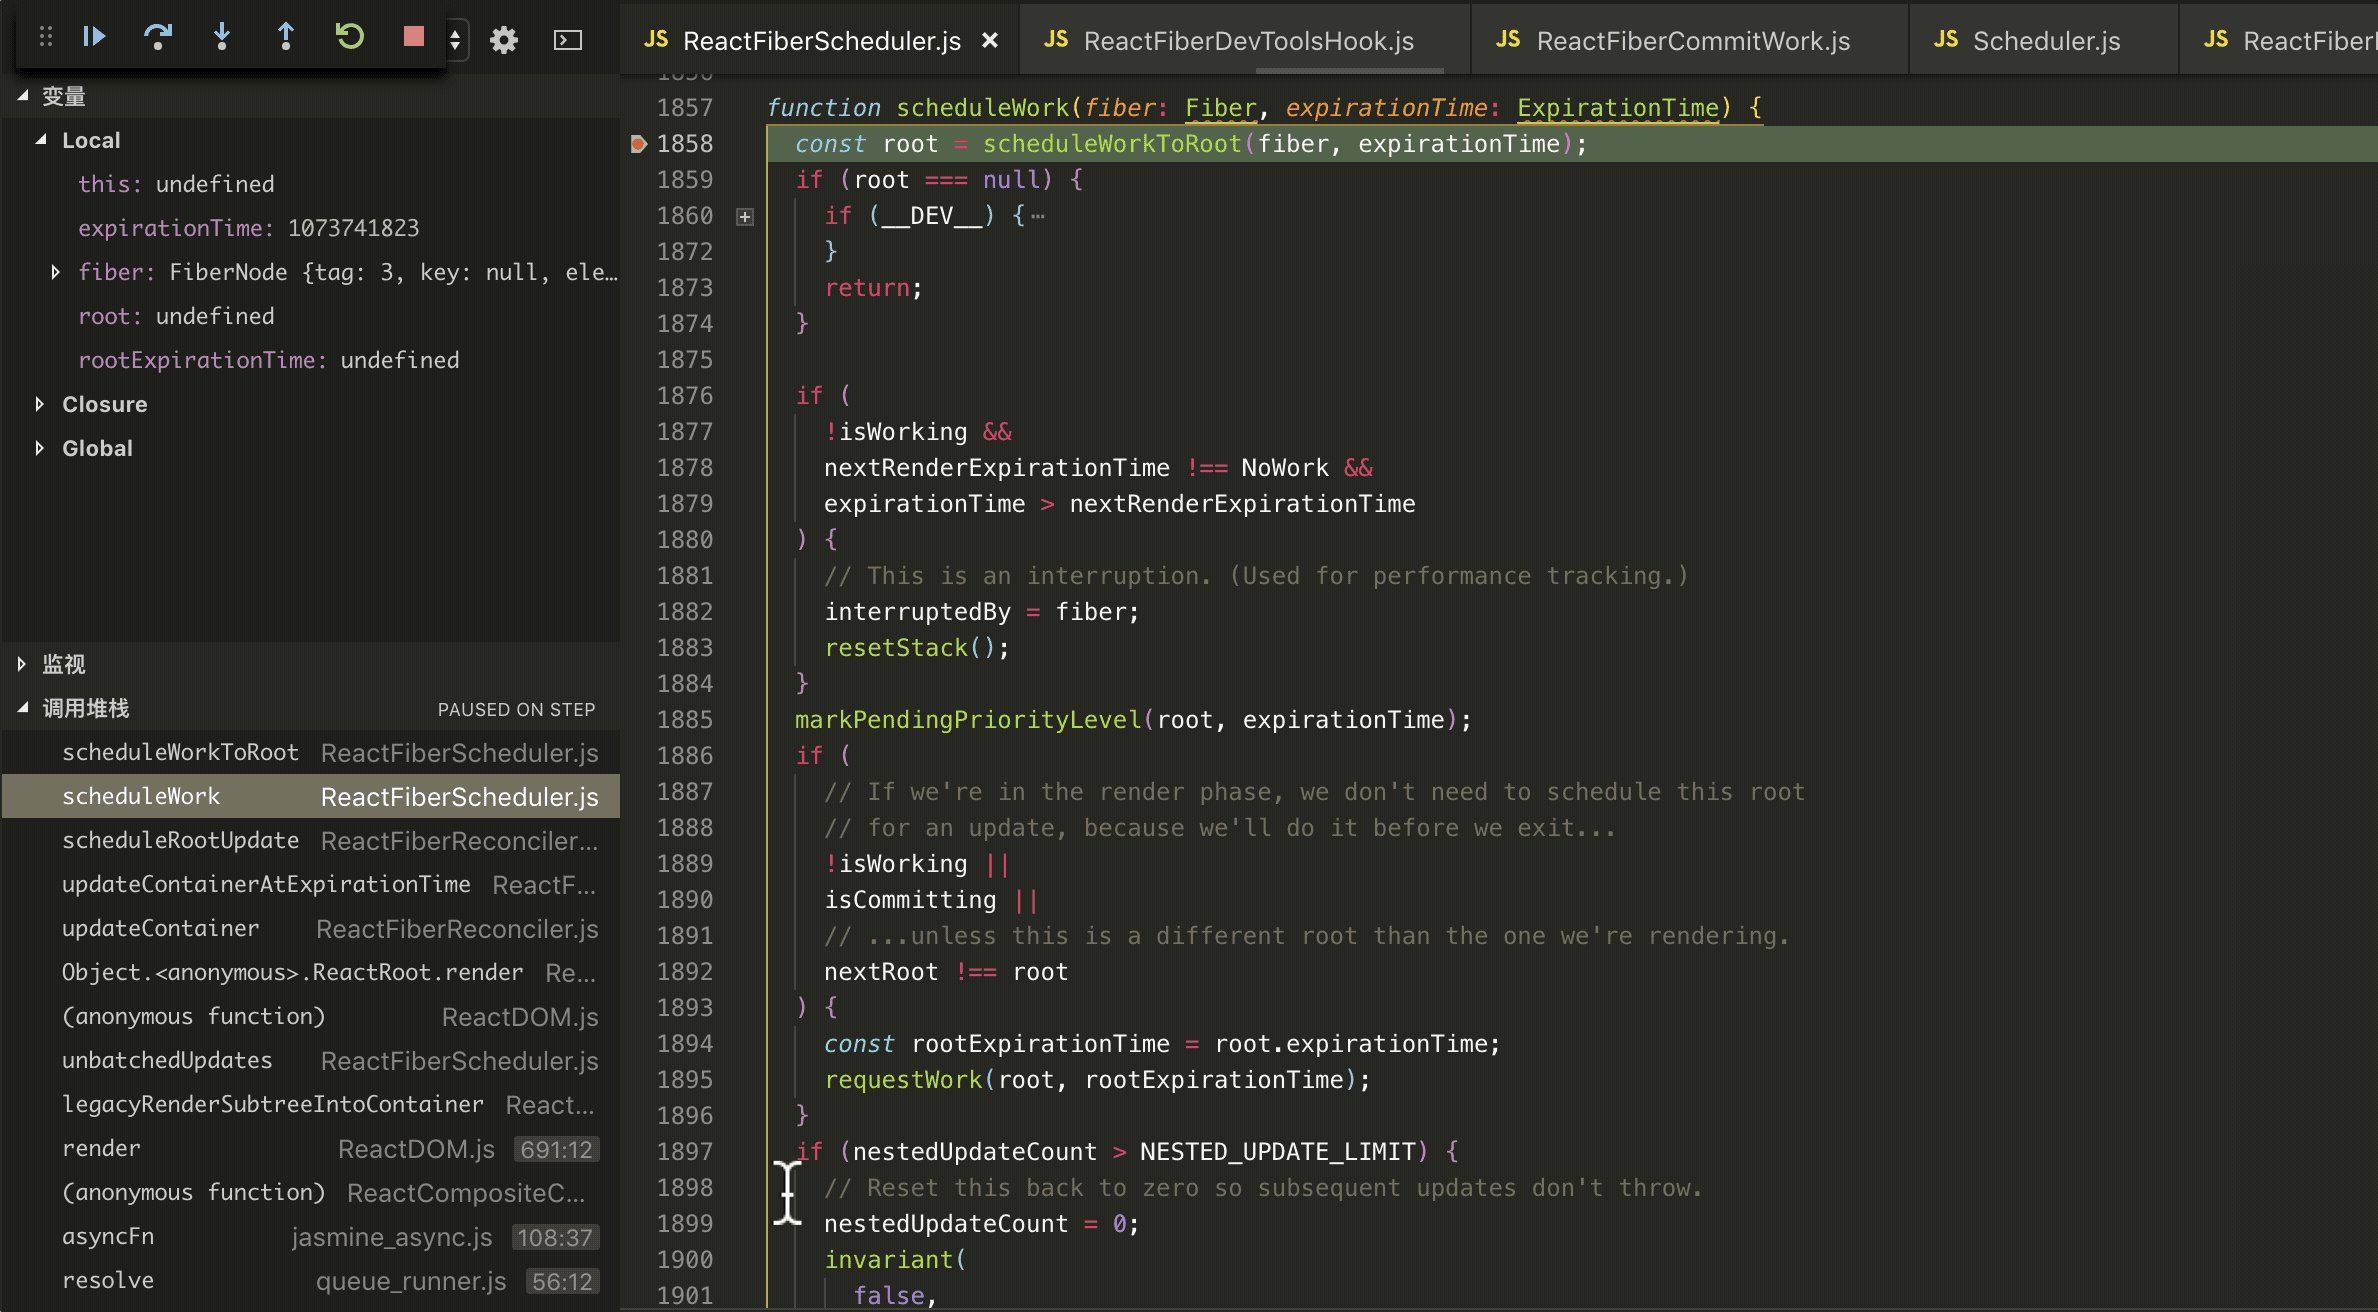 JS ReactFiberScheduler.js ×
JS ReactFiberDevToolsHook.js
JS ReactFiberCommitWork.js
JS Scheduler.js
JS ReactFiberI
变量
Local
this: undefined
expirationTime: 1073741823
fiber: FiberNode {tag: 3, key: null, ele…
root: undefined
rootExpirationTime: undefined
Closure
Global
监视
调用堆栈 PAUSED ON STEP
scheduleWorkToRoot ReactFiberScheduler.js
scheduleWork ReactFiberScheduler.js
scheduleRootUpdate ReactFiberReconciler...
updateContainerAtExpirationTime ReactF...
updateContainer ReactFiberReconciler.js
Object.<anonymous>.ReactRoot.render Re...
(anonymous function) ReactDOM.js
unbatchedUpdates ReactFiberScheduler.js
legacyRenderSubtreeIntoContainer React...
render ReactDOM.js 691:12
(anonymous function) ReactCompositeC...
asyncFn jasmine_async.js 108:37
resolve queue_runner.js 56:12
1856
1857 function scheduleWork(fiber: Fiber, expirationTime: ExpirationTime) {
1858 const root = scheduleWorkToRoot(fiber, expirationTime);
1859 if (root === null) {
1860 if (__DEV__) {…
1872 }
1873 return;
1874 }
1875
1876 if (
1877 !isWorking &&
1878 nextRenderExpirationTime !== NoWork &&
1879 expirationTime > nextRenderExpirationTime
1880 ) {
1881 // This is an interruption. (Used for performance tracking.)
1882 interruptedBy = fiber;
1883 resetStack();
1884 }
1885 markPendingPriorityLevel(root, expirationTime);
1886 if (
1887 // If we're in the render phase, we don't need to schedule this root
1888 // for an update, because we'll do it before we exit...
1889 !isWorking ||
1890 isCommitting ||
1891 // ...unless this is a different root than the one we're rendering.
1892 nextRoot !== root
1893 ) {
1894 const rootExpirationTime = root.expirationTime;
1895 requestWork(root, rootExpirationTime);
1896 }
1897 if (nestedUpdateCount > NESTED_UPDATE_LIMIT) {
1898 // Reset this back to zero so subsequent updates don't throw.
1899 nestedUpdateCount = 0;
1900 invariant(
1901 false,